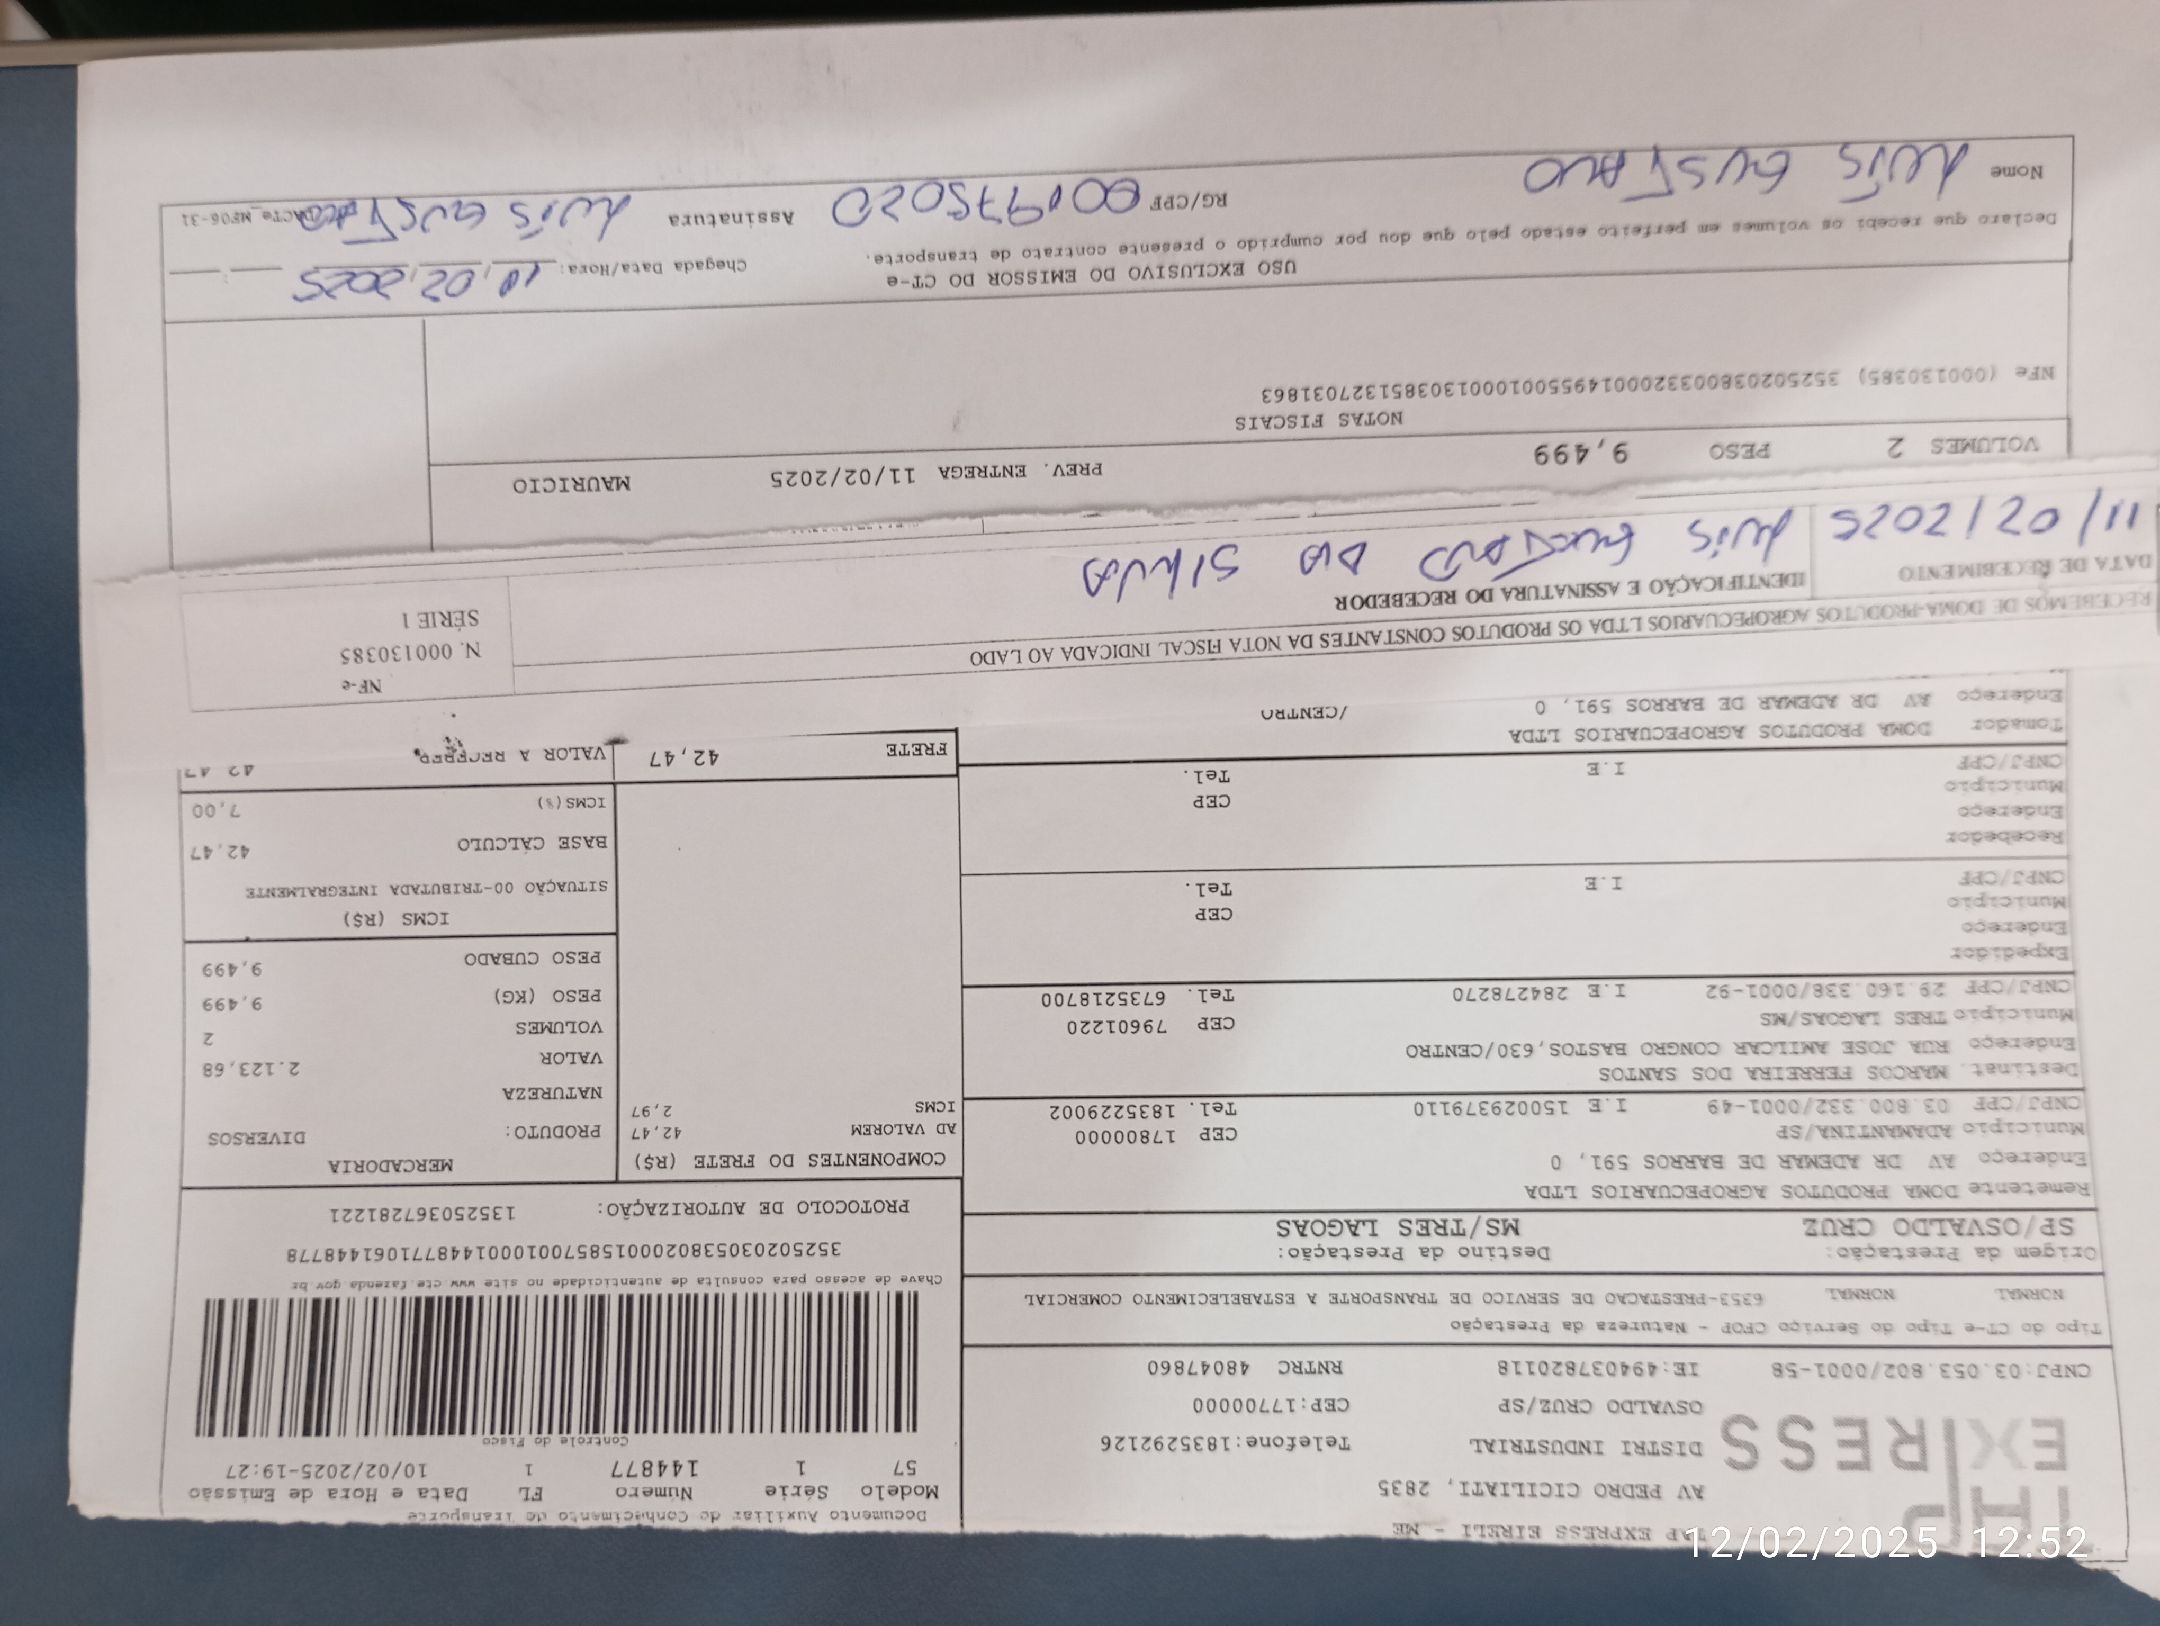 TAP EXPRESS EIRELI - ME
TAP
EXPRESS
AV PEDRO CICILIATI, 2835
DISTRI INDUSTRIAL Telefone:1835292126
OSVALDO CRUZ/SP CEP:17700000
CNPJ:03.053.802/0001-58 IE:494037820118 RNTRC 48047860
Documento Auxiliar de Conhecimento de Transporte
Modelo Série Número FL Data e Hora de Emissão
57 1 144877 1 10/02/2025-19:27
Controle do Fisco
Chave de acesso para consulta de autenticidade no site www.cte.fazenda.gov.br
35250203053802000158570010001448771061448778
PROTOCOLO DE AUTORIZAÇÃO: 135250367281221
Tipo do CT-e Tipo do Serviço CFOP - Natureza da Prestação
NORMAL NORMAL 6353-PRESTACAO DE SERVICO DE TRANSPORTE A ESTABELECIMENTO COMERCIAL
Origem da Prestação: Destino da Prestação:
SP/OSVALDO CRUZ MS/TRES LAGOAS
Remetente DOMA PRODUTOS AGROPECUARIOS LTDA
Endereço AV DR ADEMAR DE BARROS 591, 0
Município ADAMANTINA/SP CEP 17800000
CNPJ/CPF 03.800.332/0001-49 I.E 150029379110 Tel. 1835229002
Destinat. MARCOS FERREIRA DOS SANTOS
Endereço RUA JOSE AMILCAR CONGRO BASTOS,630/CENTRO
Município TRES LAGOAS/MS CEP 79601220
CNPJ/CPF 29.160.338/0001-92 I.E 284278270 Tel. 6735218700
Expedidor
Endereço
Município CEP
CNPJ/CPF I.E Tel.
Recebedor
Endereço
Município CEP
CNPJ/CPF I.E Tel.
Tomador DOMA PRODUTOS AGROPECUARIOS LTDA
Endereço AV DR ADEMAR DE BARROS 591, 0 /CENTRO
COMPONENTES DO FRETE (R$)
AD VALOREM 42,47
ICMS 2,97
FRETE 42,47
MERCADORIA
PRODUTO: DIVERSOS
NATUREZA
VALOR 2.123,68
VOLUMES 2
PESO (KG) 9,499
PESO CUBADO 9,499
ICMS (R$)
SITUAÇÃO 00-TRIBUTADA INTEGRALMENTE
BASE CÁLCULO 42,47
ICMS(%) 7,00
VALOR A RECEBER 42,47
RECEBEMOS DE DOMA-PRODUTOS AGROPECUARIOS LTDA OS PRODUTOS CONSTANTES DA NOTA FISCAL INDICADA AO LADO
DATA DE RECEBIMENTO IDENTIFICAÇÃO E ASSINATURA DO RECEBEDOR
11/02/2025 Luis Gustavo da Silva
NF-e
N. 000130385
SÉRIE 1
VOLUMES 2 PESO 9,499 PREV. ENTREGA 11/02/2025 MAURICIO
NOTAS FISCAIS
NFe (000130385) 35250203800332000149550010001303851327031863
USO EXCLUSIVO DO EMISSOR DO CT-e
Declaro que recebi os volumes em perfeito estado pelo que dou por cumprido o presente contrato de transporte.
Chegada Data/Hora: 02 2025
Nome Luis Gustavo RG/CPF 001975020 Assinatura Luis Gustavo
DACTe_MF06-31
12/02/2025 12:52